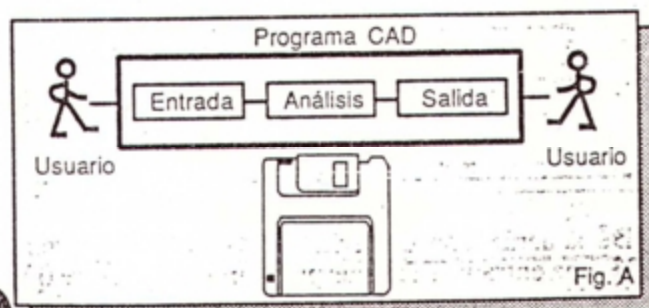 Programa CAD
Entrada Análisis Salida
Usuario Usuario
Fig. A